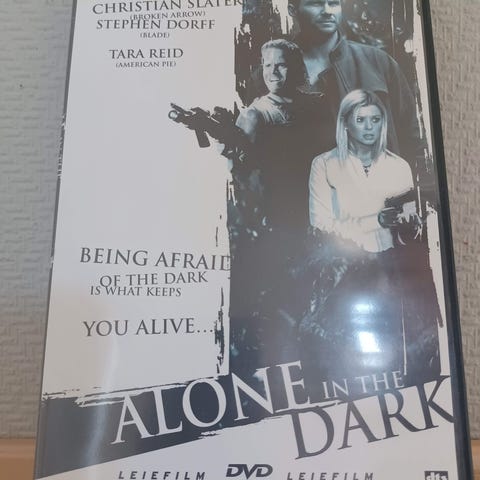 CHRISTIAN SLATER
(BROKEN ARROW)
STEPHEN DORFF
(BLADE)
TARA REID
(AMERICAN PIE)
BEING AFRAID
OF THE DARK
IS WHAT KEEPS
YOU ALIVE...
ALONE IN THE
DARK
LEIEFILM DVD LEIEFILM
dts